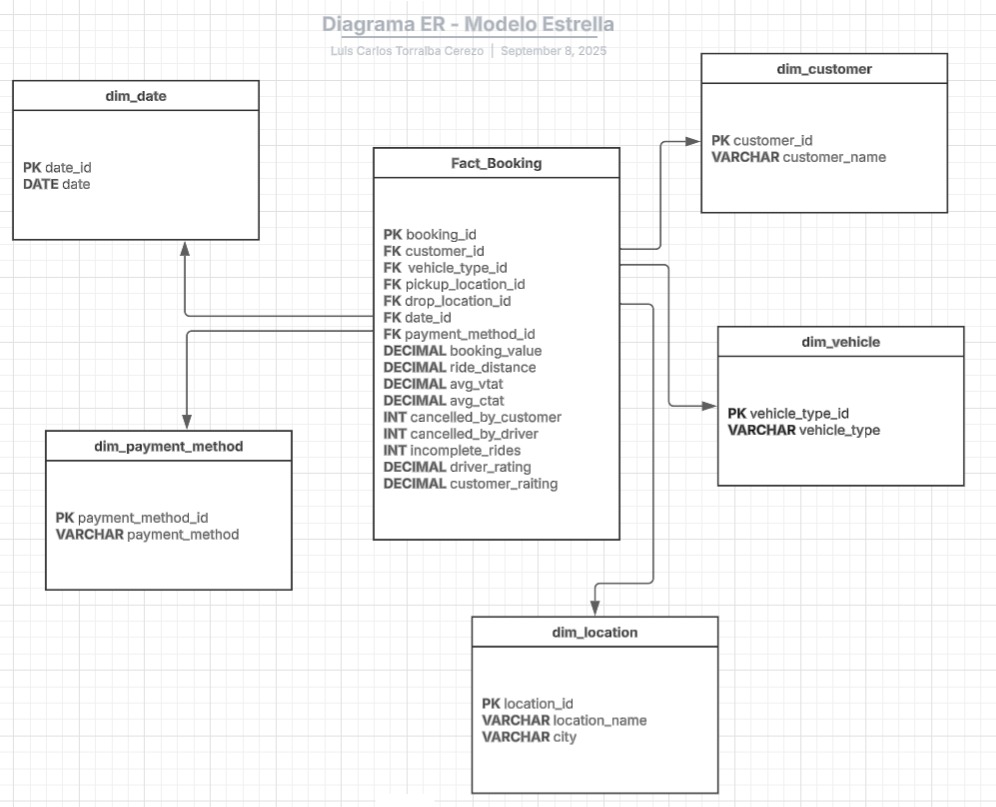 Diagrama ER - Modelo Estrella
Luis Carlos Torralba Cerezo | September 8, 2025
dim_date
PK date_id
DATE date
dim_customer
PK customer_id
VARCHAR customer_name
Fact_Booking
PK booking_id
FK customer_id
FK vehicle_type_id
FK pickup_location_id
FK drop_location_id
FK date_id
FK payment_method_id
DECIMAL booking_value
DECIMAL ride_distance
DECIMAL avg_vtat
DECIMAL avg_ctat
INT cancelled_by_customer
INT cancelled_by_driver
INT incomplete_rides
DECIMAL driver_rating
DECIMAL customer_raiting
dim_vehicle
PK vehicle_type_id
VARCHAR vehicle_type
dim_payment_method
PK payment_method_id
VARCHAR payment_method
dim_location
PK location_id
VARCHAR location_name
VARCHAR city